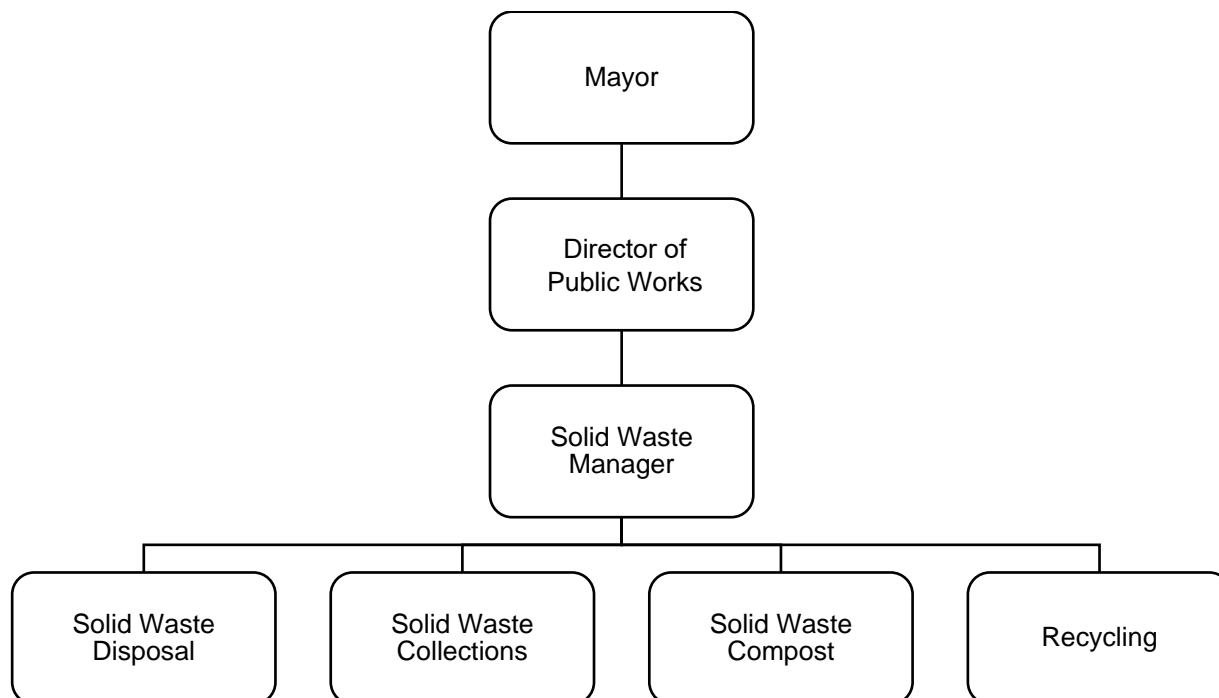 Mayor
Director of
Public Works
Solid Waste
Manager
Solid Waste
Disposal
Solid Waste
Collections
Solid Waste
Compost
Recycling